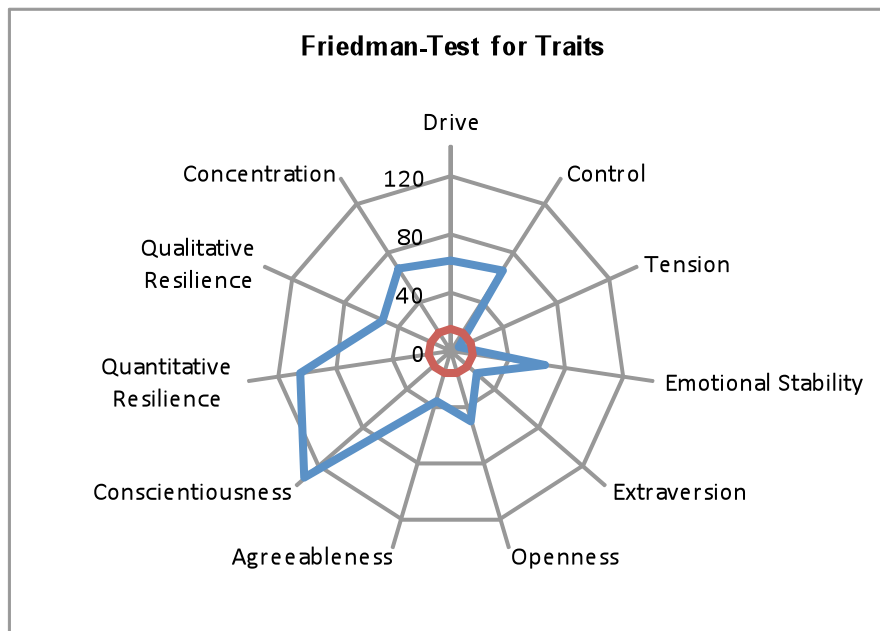 Friedman-Test for Traits
Drive
Control
Tension
Emotional Stability
Extraversion
Openness
Agreeableness
Conscientiousness
Quantitative
Resilience
Qualitative
Resilience
Concentration
120
80
40
0